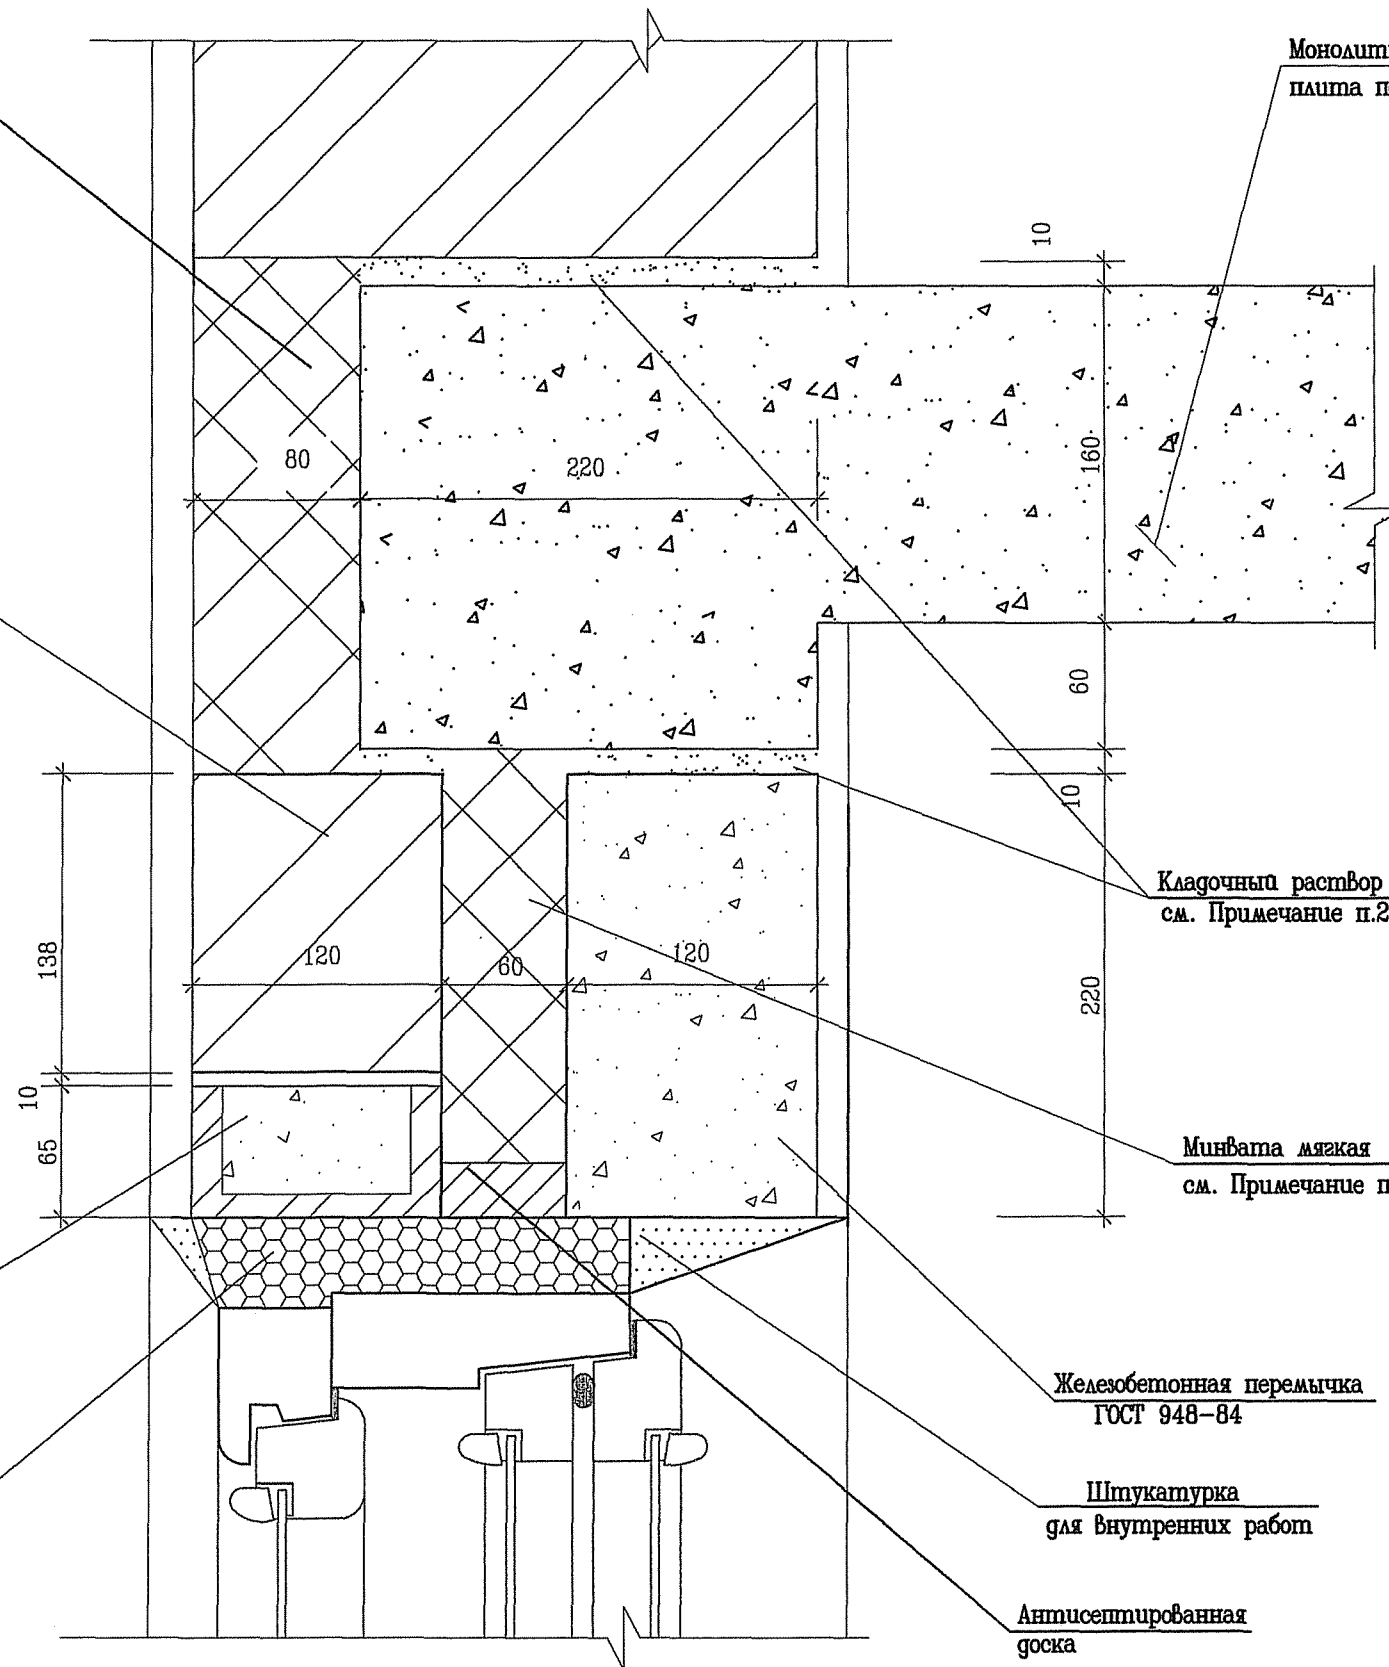 Монолит
плита п
10
80
220
160
60
10
Кладочный раствор
см. Примечание п.2
138
120
60
120
220
10
65
Минвата мягкая
см. Примечание п
Железобетонная перемычка
ГОСТ 948-84
Штукатурка
для внутренних работ
Антисептированная
доска